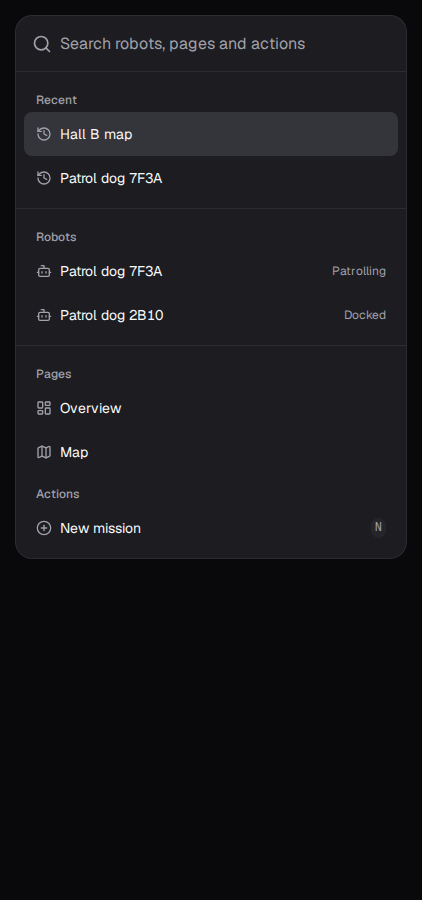 Search robots, pages and actions
Recent
Hall B map
Patrol dog 7F3A
Robots
Patrol dog 7F3A Patrolling
Patrol dog 2B10 Docked
Pages
Overview
Map
Actions
New mission N